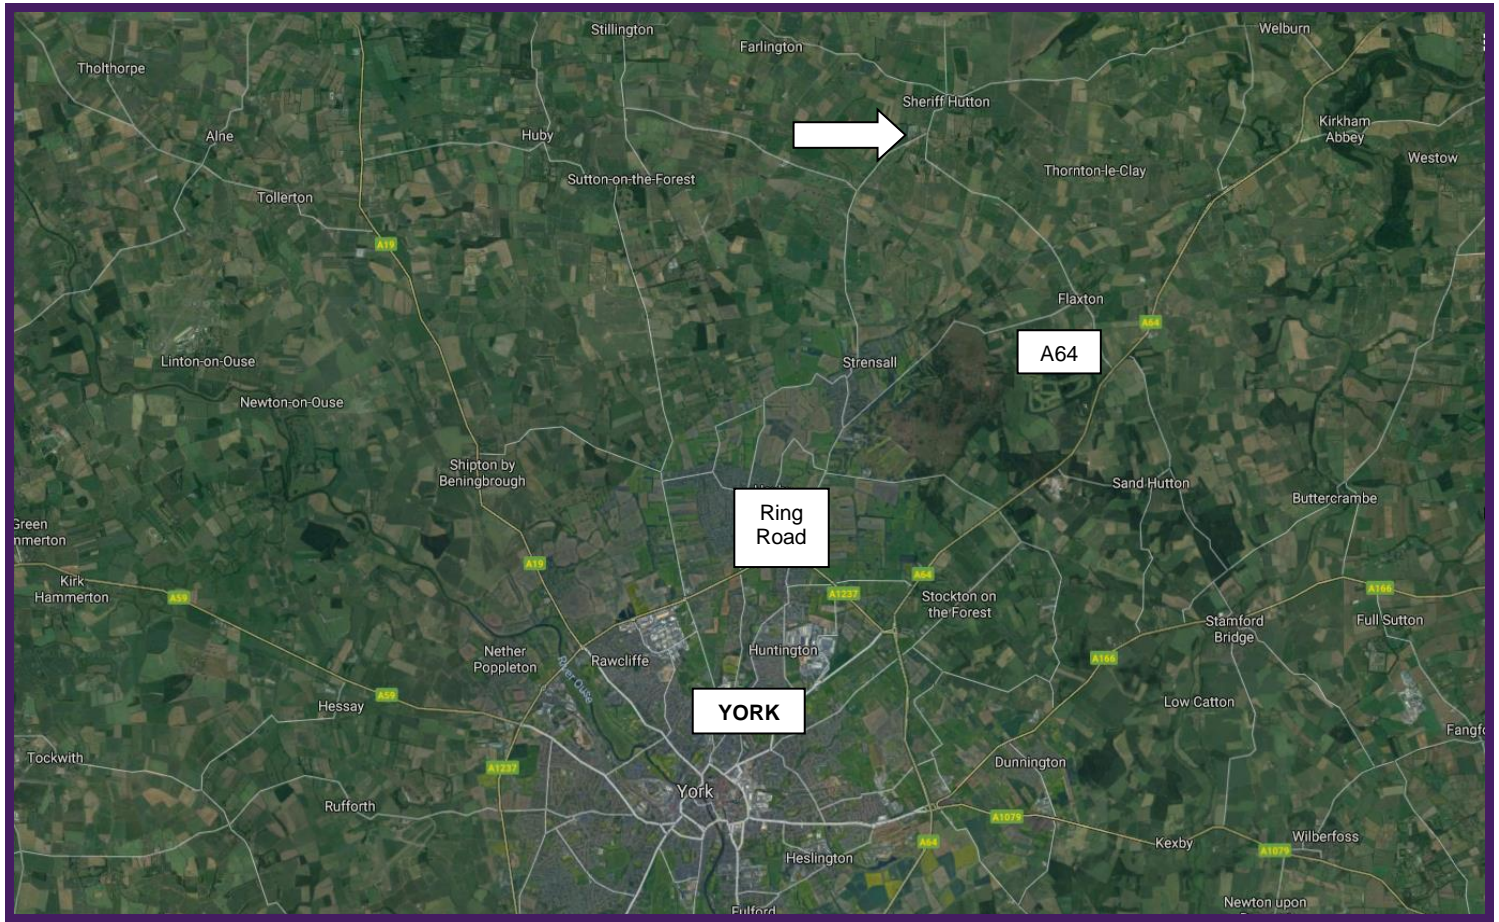 Stillington
Welburn
Farlington
Tholthorpe
Sheriff Hutton
Alne
Huby
Kirkham
Abbey
Westow
Thornton-le-Clay
Sutton-on-the-Forest
Tollerton
A19
Flaxton
A64
A64
Linton-on-Ouse
Strensall
Newton-on-Ouse
Shipton by
Beningbrough
Sand Hutton
Buttercrambe
Ring
Road
Green
mmerton
A19
A64
Kirk
Hammerton
A59
A1237
Stockton on
the Forest
A166
Stamford
Bridge
Full Sutton
Nether
Poppleton
Rawcliffe
River Ouse
Huntington
A166
A59
Hessay
YORK
Low Catton
Fangf
Tockwith
A1237
Dunnington
York
Rufforth
A1079
A64
Kexby
Wilberfoss
A1079
Heslington
Newton upon
Fulford